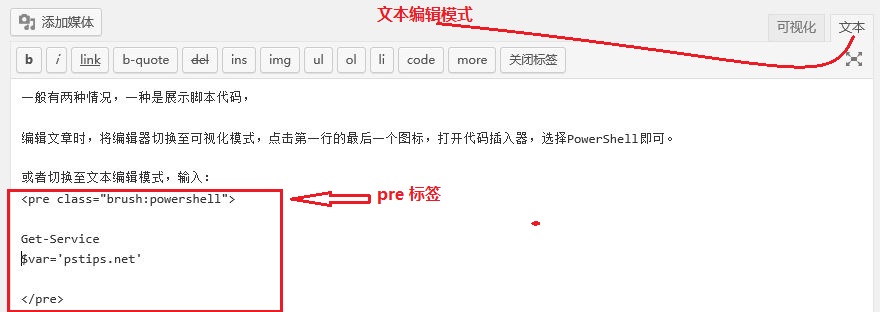 文本编辑模式
添加媒体
可视化 文本
b i link b-quote del ins img ul ol li code more 关闭标签
一般有两种情况，一种是展示脚本代码，
编辑文章时，将编辑器切换至可视化模式，点击第一行的最后一个图标，打开代码插入器，选择PowerShell即可。
或者切换至文本编辑模式，输入：
<pre class="brush:powershell">
pre 标签
Get-Service
$var='pstips.net'
</pre>